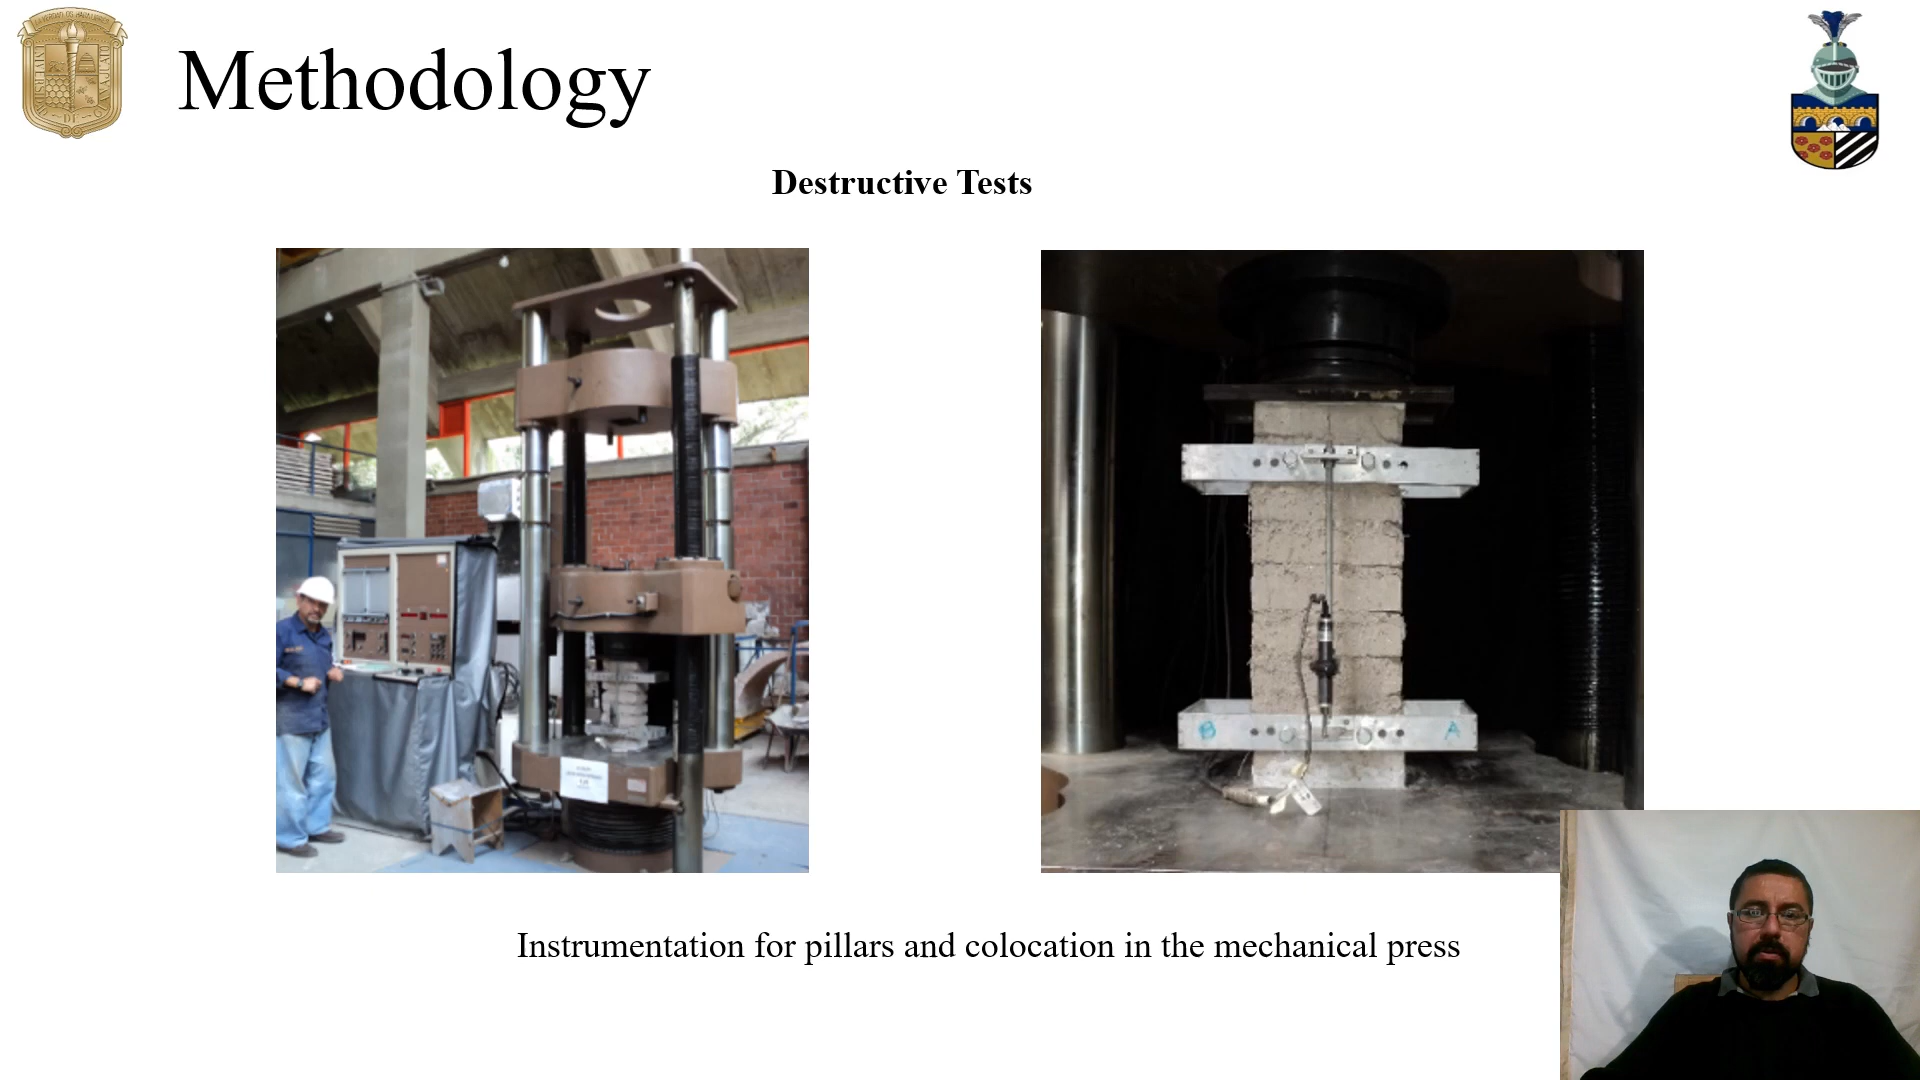 Methodology
Destructive Tests
B
A
Instrumentation for pillars and colocation in the mechanical press